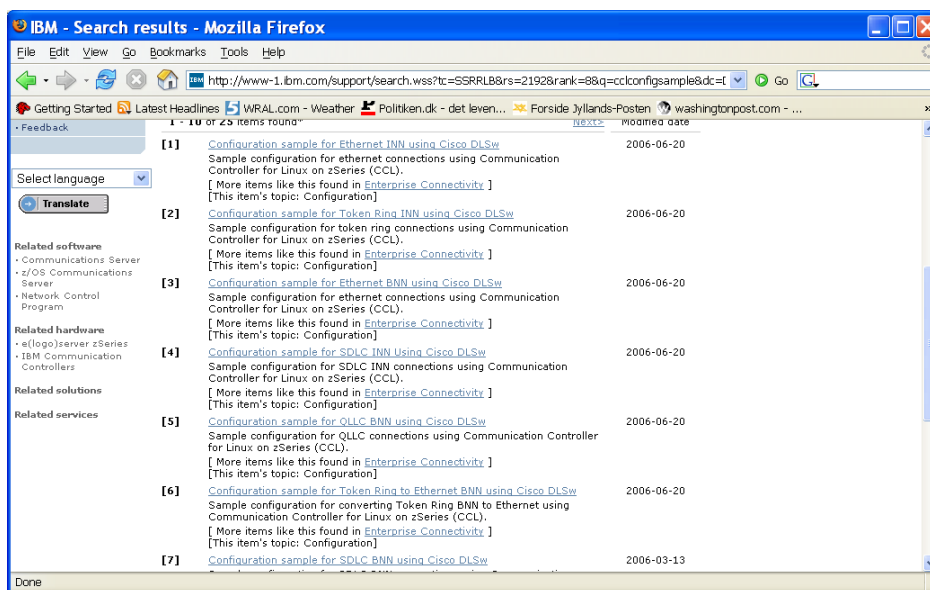 IBM - Search results - Mozilla Firefox
File Edit View Go Bookmarks Tools Help
http://www-1.ibm.com/support/search.wss?tc=SSRRLB&rs=2192&rank=8&q=cclconfigsample&dc=
Go
G
Getting Started Latest Headlines WRAL.com - Weather Politiken.dk - det leven... Forside Jyllands-Posten washingtonpost.com - ...
Feedback
Select language
Translate
Related software
Communications Server
z/OS Communications
Server
Network Control
Program
Related hardware
e(logo)server zSeries
IBM Communication
Controllers
Related solutions
Related services
1 - 10 of 25 items found* Next> Modified date
[1] Configuration sample for Ethernet INN using Cisco DLSw 2006-06-20
Sample configuration for ethernet connections using Communication
Controller for Linux on zSeries (CCL).
[ More items like this found in Enterprise Connectivity ]
[This item's topic: Configuration]
[2] Configuration sample for Token Ring INN using Cisco DLSw 2006-06-20
Sample configuration for token ring connections using Communication
Controller for Linux on zSeries (CCL).
[ More items like this found in Enterprise Connectivity ]
[This item's topic: Configuration]
[3] Configuration sample for Ethernet BNN using Cisco DLSw 2006-06-20
Sample configuration for ethernet connections using Communication
Controller for Linux on zSeries (CCL).
[ More items like this found in Enterprise Connectivity ]
[This item's topic: Configuration]
[4] Configuration sample for SDLC INN Using Cisco DLSw 2006-06-20
Sample configuration for SDLC INN connections using Communication
Controller for Linux on zSeries (CCL).
[ More items like this found in Enterprise Connectivity ]
[This item's topic: Configuration]
[5] Configuration sample for QLLC BNN using Cisco DLSw 2006-06-20
Sample configuration for QLLC connections using Communication Controller
for Linux on zSeries (CCL).
[ More items like this found in Enterprise Connectivity ]
[This item's topic: Configuration]
[6] Configuration sample for Token Ring to Ethernet BNN using Cisco DLSw 2006-06-20
Sample configuration for converting Token Ring BNN to Ethernet using
Communication Controller for Linux on zSeries (CCL).
[ More items like this found in Enterprise Connectivity ]
[This item's topic: Configuration]
[7] Configuration sample for SDLC BNN using Cisco DLSw 2006-03-13
Done